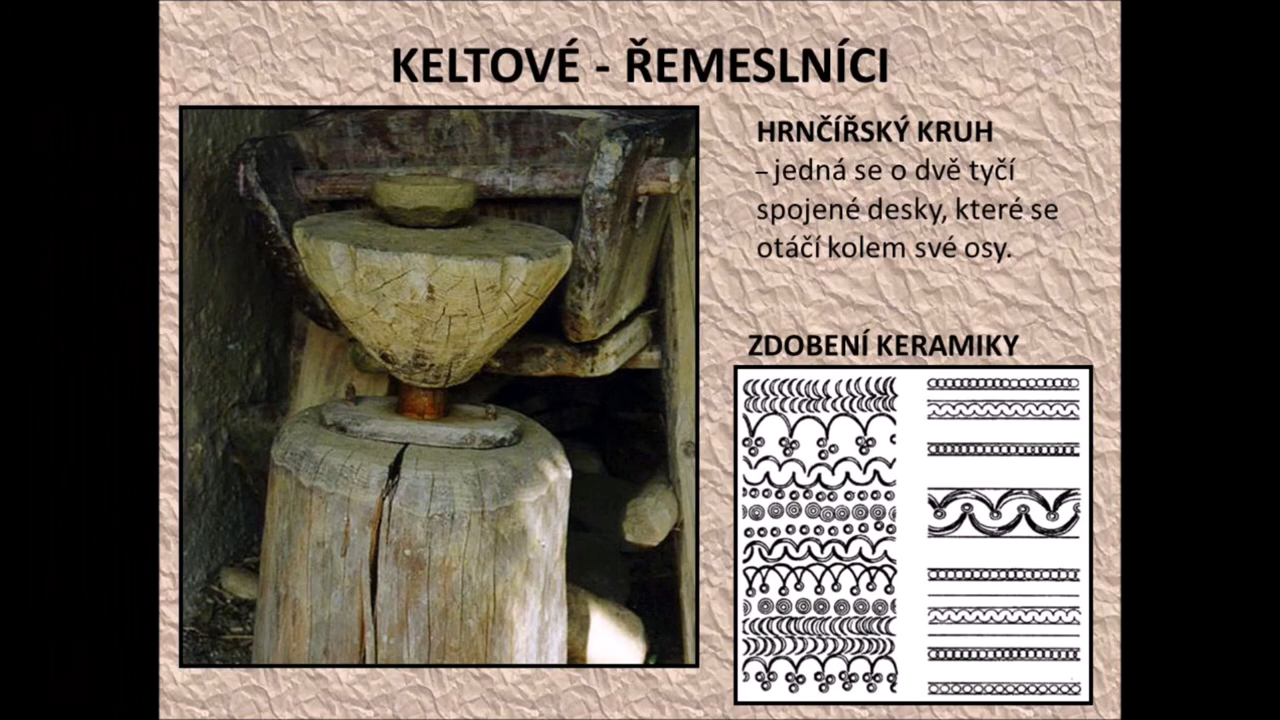 KELTOVÉ - ŘEMESLNÍCI
HRNČÍŘSKÝ KRUH
– jedná se o dvě tyčí
spojené desky, které se
otáčí kolem své osy.
ZDOBENÍ KERAMIKY